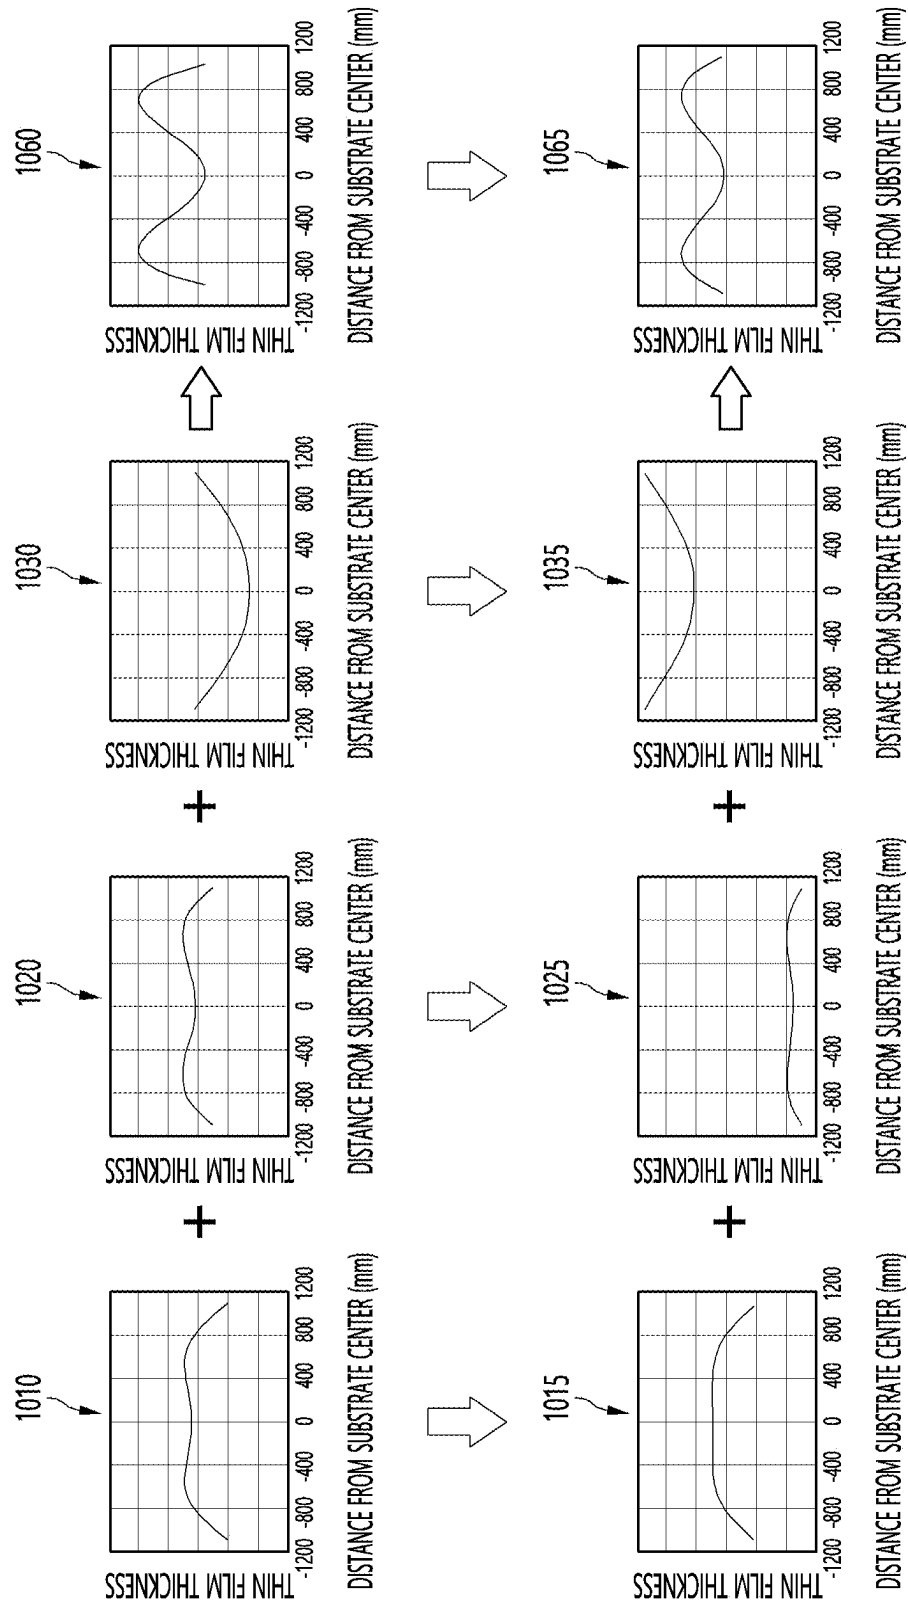 1010
THIN FILM THICKNESS
-1200 -800 -400 0 400 800 1200
DISTANCE FROM SUBSTRATE CENTER (mm)
+
1020
THIN FILM THICKNESS
-1200 -800 -400 0 400 800 1200
DISTANCE FROM SUBSTRATE CENTER (mm)
+
1030
THIN FILM THICKNESS
-1200 -800 -400 0 400 800 1200
DISTANCE FROM SUBSTRATE CENTER (mm)
1060
THIN FILM THICKNESS
-1200 -800 -400 0 400 800 1200
DISTANCE FROM SUBSTRATE CENTER (mm)
1015
THIN FILM THICKNESS
-1200 -800 -400 0 400 800 1200
DISTANCE FROM SUBSTRATE CENTER (mm)
+
1025
THIN FILM THICKNESS
-1200 -800 -400 0 400 800 1200
DISTANCE FROM SUBSTRATE CENTER (mm)
+
1035
THIN FILM THICKNESS
-1200 -800 -400 0 400 800 1200
DISTANCE FROM SUBSTRATE CENTER (mm)
1065
THIN FILM THICKNESS
-1200 -800 -400 0 400 800 1200
DISTANCE FROM SUBSTRATE CENTER (mm)